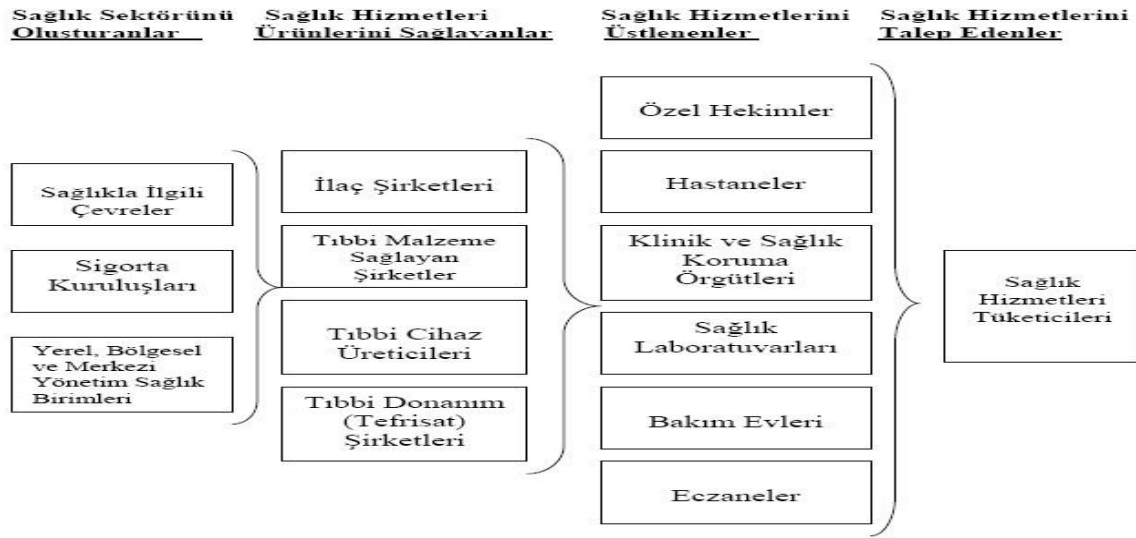 Sağlık Sektörünü
Olusturanlar
Sağlık Hizmetleri
Ürünlerini Sağlavanlar
Sağlık Hizmetlerini
Üstlenenler
Sağlık Hizmetlerini
Talep Edenler
Sağlıkla İlgili
Çevreler
Sigorta
Kuruluşları
Yerel, Bölgesel
ve Merkezi
Yönetim Sağlık
Birimleri
İlaç Şirketleri
Tıbbi Malzeme
Sağlayan
Şirketler
Tıbbi Cihaz
Üreticileri
Tıbbi Donanım
(Tefrisat)
Şirketleri
Özel Hekimler
Hastaneler
Klinik ve Sağlık
Koruma
Örgütleri
Sağlık
Laboratuvarları
Bakım Evleri
Eczaneler
Sağlık
Hizmetleri
Tüketicileri